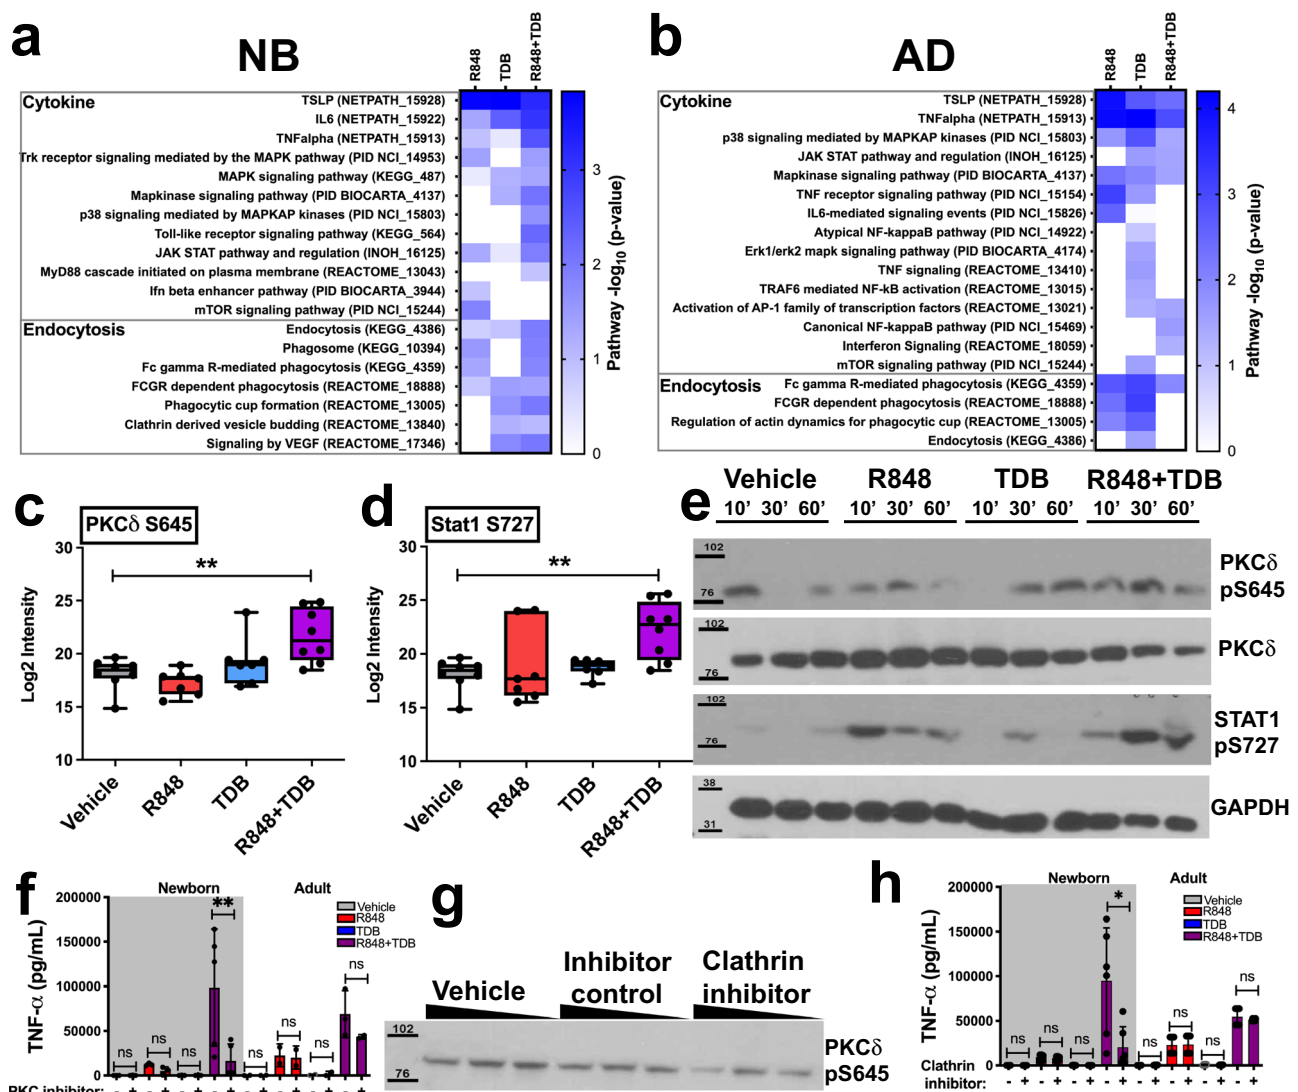 a
NB
R848
TDB
R848+TDB
Cytokine
TSLP (NETPATH_15928)
IL6 (NETPATH_15922)
TNFalpha (NETPATH_15913)
Trk receptor signaling mediated by the MAPK pathway (PID NCI_14953)
MAPK signaling pathway (KEGG_487)
Mapkinase signaling pathway (PID BIOCARTA_4137)
p38 signaling mediated by MAPKAP kinases (PID NCI_15803)
Toll-like receptor signaling pathway (KEGG_564)
JAK STAT pathway and regulation (INOH_16125)
MyD88 cascade initiated on plasma membrane (REACTOME_13043)
Ifn beta enhancer pathway (PID BIOCARTA_3944)
mTOR signaling pathway (PID NCI_15244)
Endocytosis
Endocytosis (KEGG_4386)
Phagosome (KEGG_10394)
Fc gamma R-mediated phagocytosis (KEGG_4359)
FCGR dependent phagocytosis (REACTOME_18888)
Phagocytic cup formation (REACTOME_13005)
Clathrin derived vesicle budding (REACTOME_13840)
Signaling by VEGF (REACTOME_17346)
3
2
1
0
Pathway -log10 (p-value)
b
AD
R848
TDB
R848+TDB
Cytokine
TSLP (NETPATH_15928)
TNFalpha (NETPATH_15913)
p38 signaling mediated by MAPKAP kinases (PID NCI_15803)
JAK STAT pathway and regulation (INOH_16125)
Mapkinase signaling pathway (PID BIOCARTA_4137)
TNF receptor signaling pathway (PID NCI_15154)
IL6-mediated signaling events (PID NCI_15826)
Atypical NF-kappaB pathway (PID NCI_14922)
Erk1/erk2 mapk signaling pathway (PID BIOCARTA_4174)
TNF signaling (REACTOME_13410)
TRAF6 mediated NF-kB activation (REACTOME_13015)
Activation of AP-1 family of transcription factors (REACTOME_13021)
Canonical NF-kappaB pathway (PID NCI_15469)
Interferon Signaling (REACTOME_18059)
mTOR signaling pathway (PID NCI_15244)
Endocytosis
Fc gamma R-mediated phagocytosis (KEGG_4359)
FCGR dependent phagocytosis (REACTOME_18888)
Regulation of actin dynamics for phagocytic cup (REACTOME_13005)
Endocytosis (KEGG_4386)
4
3
2
1
0
Pathway -log10 (p-value)
c
PKCδ S645
**
30
25
20
15
10
Log2 Intensity
Vehicle
R848
TDB
R848+TDB
d
Stat1 S727
**
30
25
20
15
10
Log2 Intensity
Vehicle
R848
TDB
R848+TDB
e
Vehicle R848 TDB R848+TDB
10’ 30’ 60’ 10’ 30’ 60’ 10’ 30’ 60’ 10’ 30’ 60’
102
76
PKCδ
pS645
102
76
PKCδ
102
76
STAT1
pS727
38
31
GAPDH
f
Newborn Adult
Vehicle
R848
TDB
R848+TDB
200000
150000
100000
50000
0
TNF-α (pg/mL)
ns ns ns ** ns ns ns ns
PKC inhibitor: - + - + - + - + - + - + - + - +
g
Vehicle
Inhibitor
control
Clathrin
inhibitor
102
76
PKCδ
pS645
h
Newborn Adult
Vehicle
R848
TDB
R848+TDB
200000
150000
100000
50000
0
TNF-α (pg/mL)
ns ns ns * ns ns ns ns
Clathrin
inhibitor: - + - + - + - + - + - + - + - +